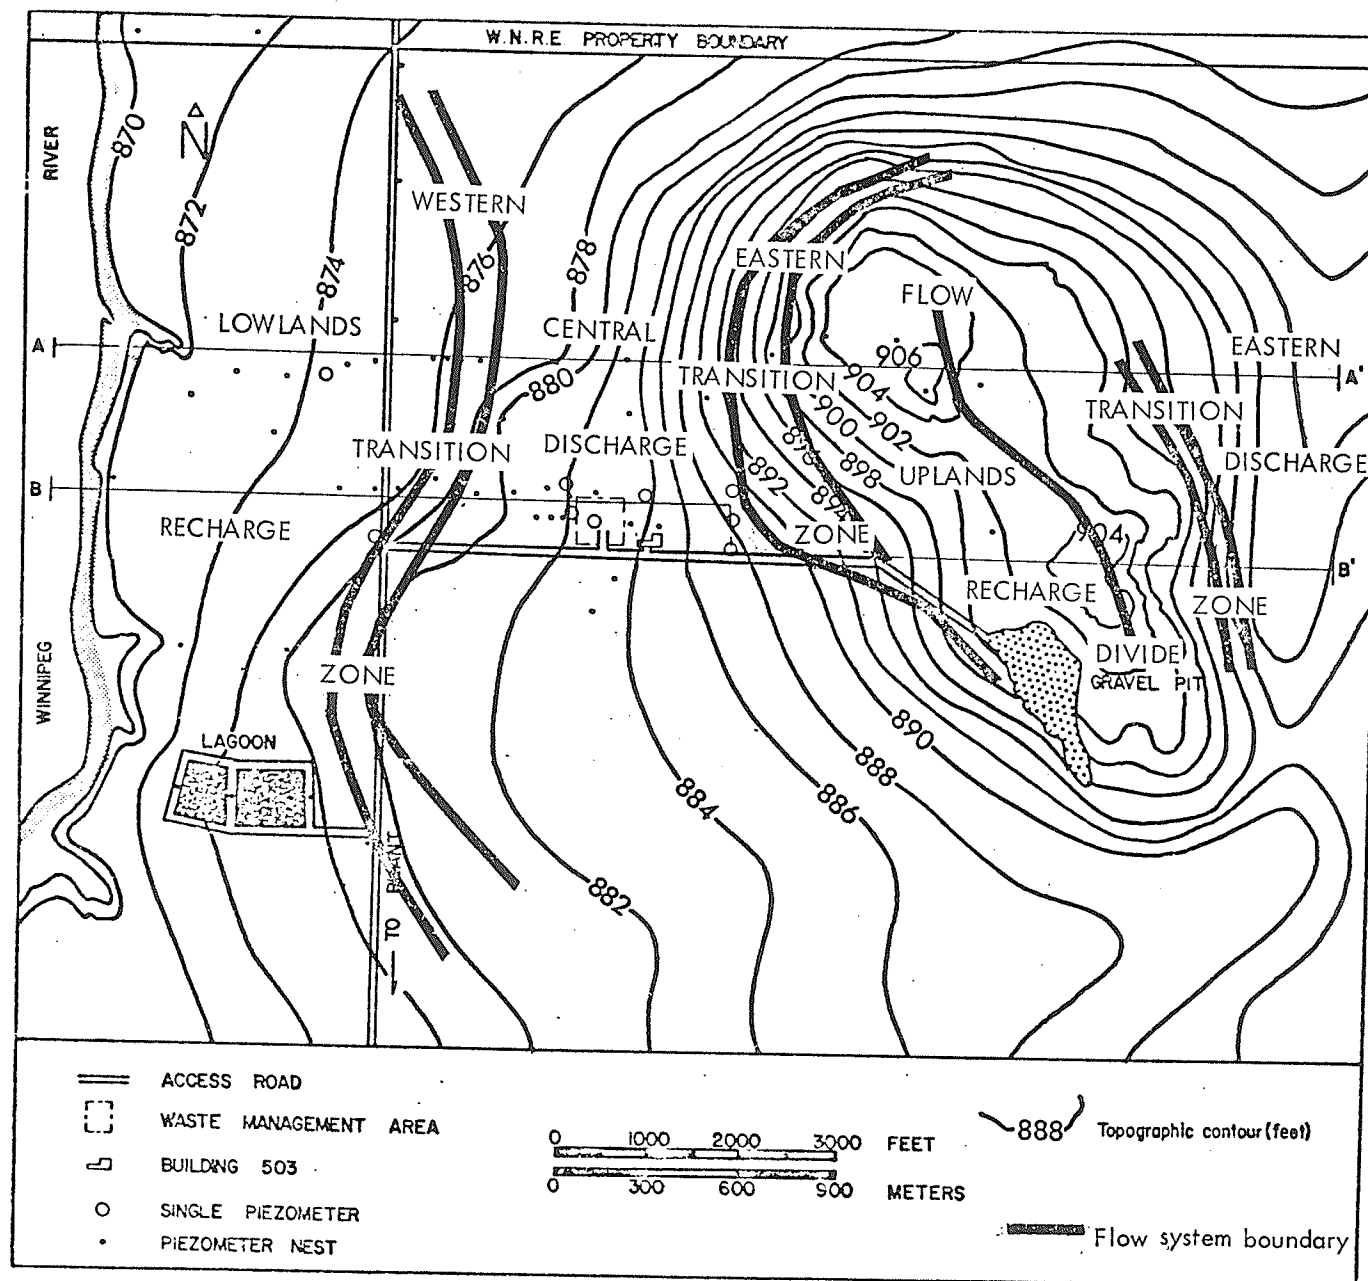 W.N.R.E PROPERTY BOUNDARY
RIVER
870
N
872
WESTERN
874
876
878
EASTERN
FLOW
LOWLANDS
CENTRAL
EASTERN
A
A'
906
880
TRANSITION
904
TRANSITION
900
902
TRANSITION
DISCHARGE
898
UPLANDS
DISCHARGE
892
894
B
RECHARGE
ZONE
904
B'
RECHARGE
ZONE
WINNIPEG
ZONE
DIVIDE
GRAVEL PIT
LAGOON
890
888
884
886
TO PLANT
882
ACCESS ROAD
WASTE MANAGEMENT AREA
BUILDING 503
SINGLE PIEZOMETER
PIEZOMETER NEST
0 1000 2000 3000 FEET
0 300 600 900 METERS
888 Topographic contour (feet)
Flow system boundary